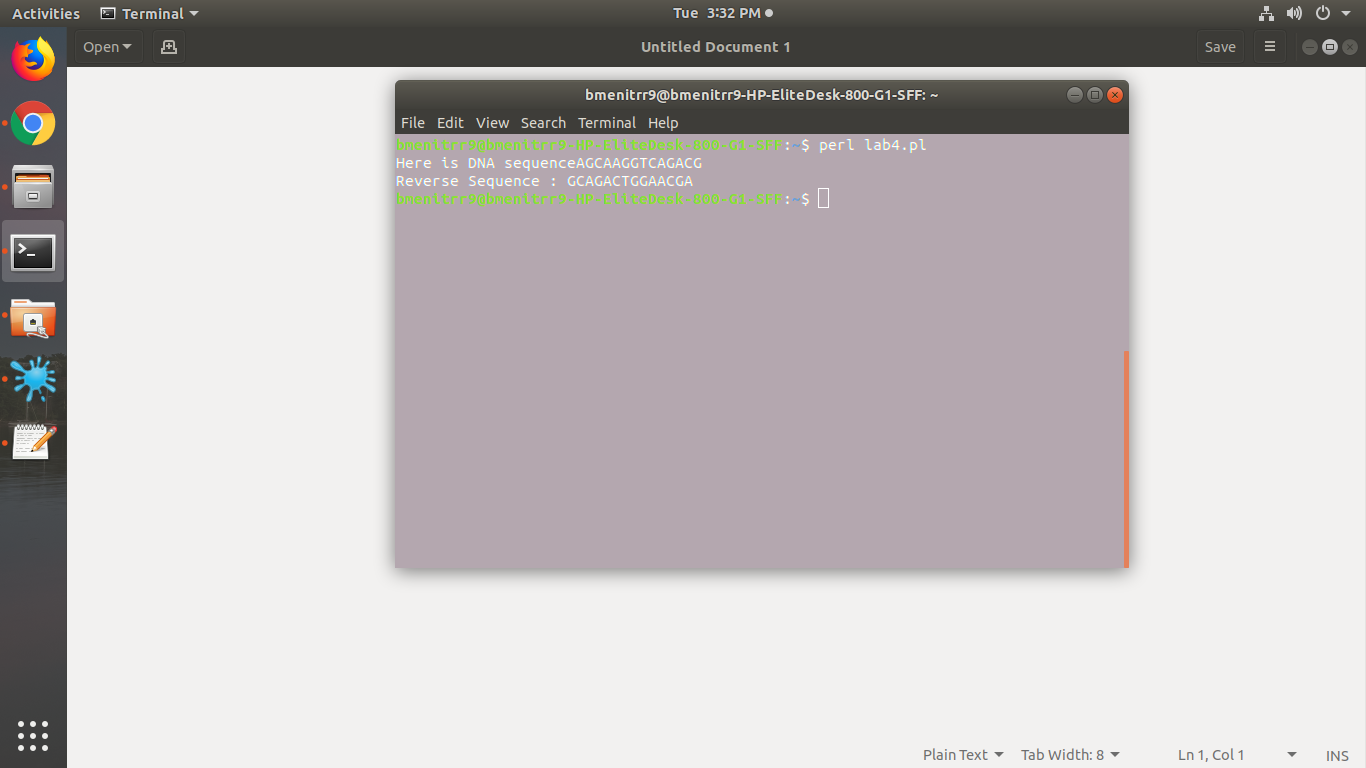 Activities Terminal Tue 3:32 PM
Open Untitled Document 1 Save
bmenitrr9@bmenitrr9-HP-EliteDesk-800-G1-SFF: ~
File Edit View Search Terminal Help
bmenitrr9@bmenitrr9-HP-EliteDesk-800-G1-SFF:~$ perl lab4.pl
Here is DNA sequenceAGCAAGGTCAGACG
Reverse Sequence : GCAGACTGGAACGA
bmenitrr9@bmenitrr9-HP-EliteDesk-800-G1-SFF:~$
Plain Text Tab Width: 8 Ln 1, Col 1 INS